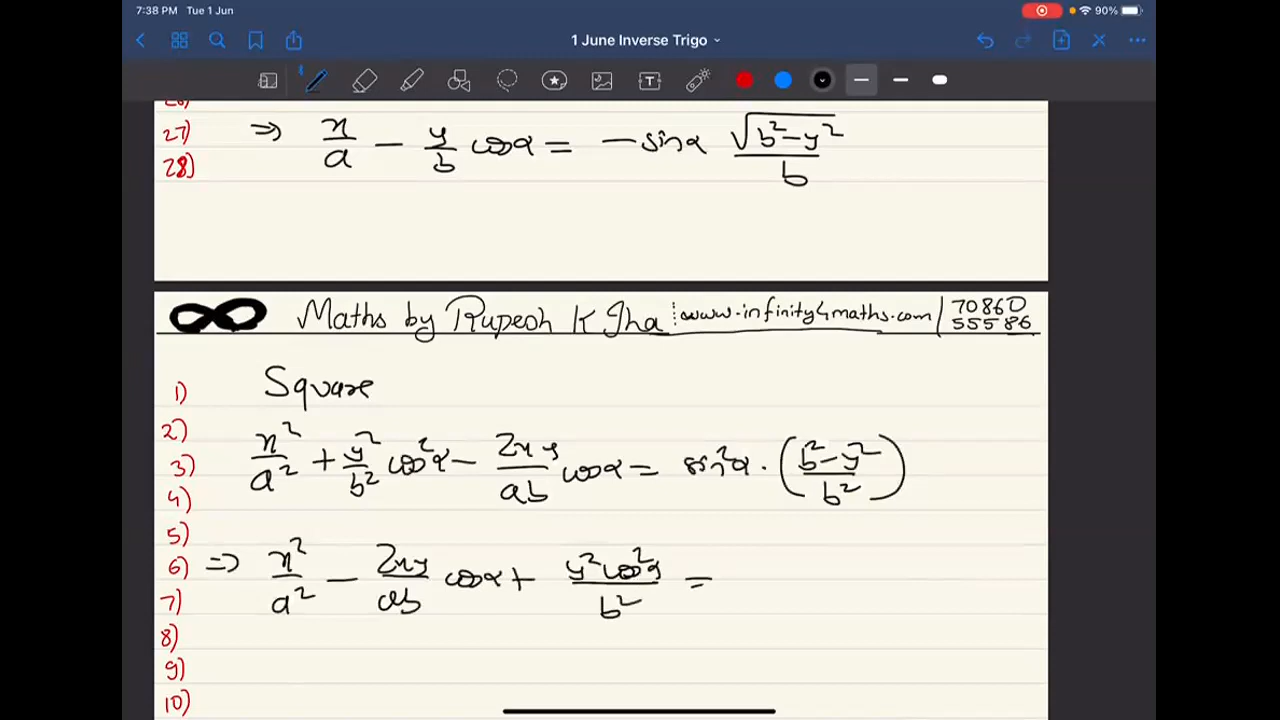 7:38 PM Tue 1 Jun 90%
1 June Inverse Trigo
T
27) ⇒ x/a − y/b cosα = −sinα √(b²−y²)/b
28)
Maths by Rupesh K Jha www.infinity4maths.com 70860 55586
1) Square
2)
3) x²/a² + y²/b² cos²α − 2xy/ab cosα = sin²α · (b²−y²/b²)
4)
5)
6) ⇒ x²/a² − 2xy/ab cosα + y²cos²α/b² =
7)
8)
9)
10)